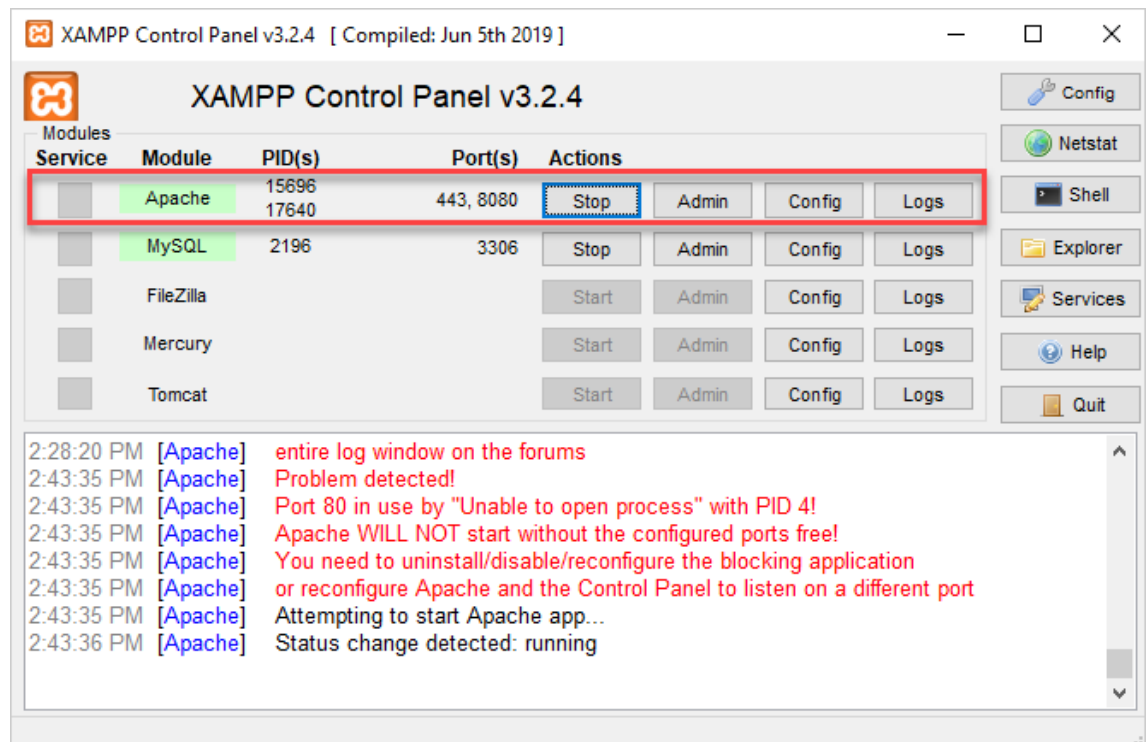 XAMPP Control Panel v3.2.4 [ Compiled: Jun 5th 2019 ]
XAMPP Control Panel v3.2.4
Config
Netstat
Shell
Explorer
Services
Help
Quit
Modules
Service Module PID(s) Port(s) Actions
Apache 15696 17640 443, 8080 Stop Admin Config Logs
MySQL 2196 3306 Stop Admin Config Logs
FileZilla Start Admin Config Logs
Mercury Start Admin Config Logs
Tomcat Start Admin Config Logs
2:28:20 PM [Apache] entire log window on the forums
2:43:35 PM [Apache] Problem detected!
2:43:35 PM [Apache] Port 80 in use by "Unable to open process" with PID 4!
2:43:35 PM [Apache] Apache WILL NOT start without the configured ports free!
2:43:35 PM [Apache] You need to uninstall/disable/reconfigure the blocking application
2:43:35 PM [Apache] or reconfigure Apache and the Control Panel to listen on a different port
2:43:35 PM [Apache] Attempting to start Apache app...
2:43:36 PM [Apache] Status change detected: running